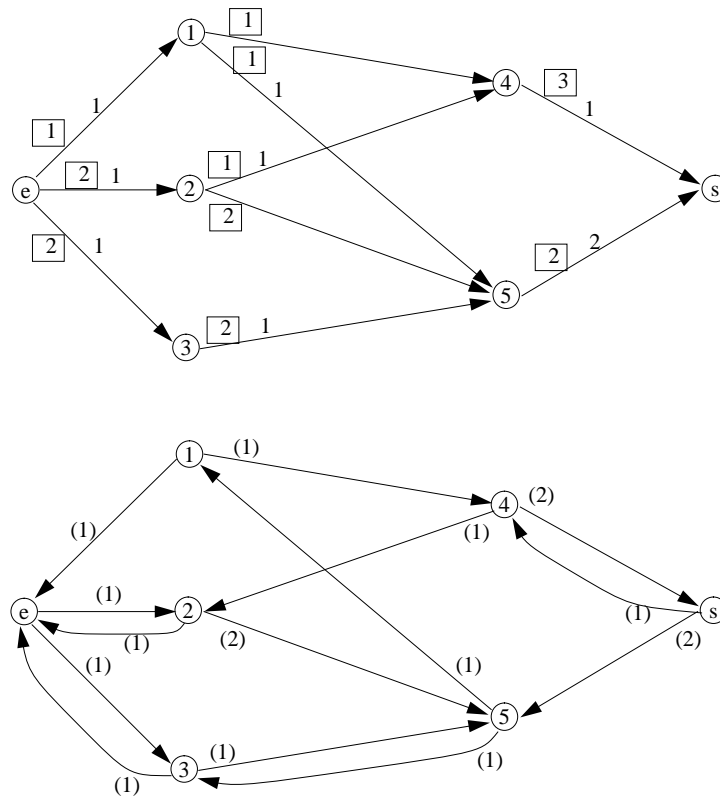 1 1
1
1 1 4 3
1
1
1 1 1
e 2 1 2 2 s
2 1 2 2
5
2 1
3
1
(1)
4 (2)
(1) (1)
e (1) 2 (1) s
(1) (2) (2)
(1) (1)
5
(1) 3 (1) (1)